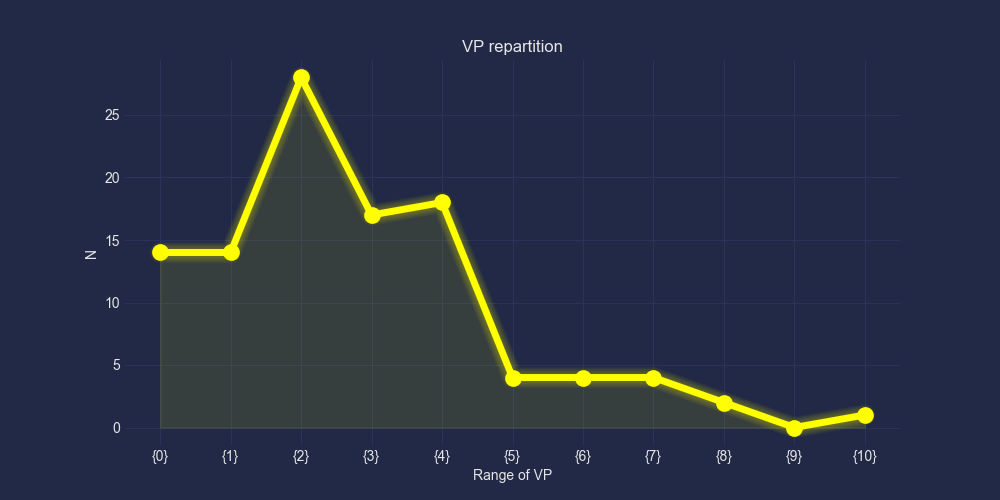 VP repartition
25
20
15
10
5
0
N
{0} {1} {2} {3} {4} {5} {6} {7} {8} {9} {10}
Range of VP